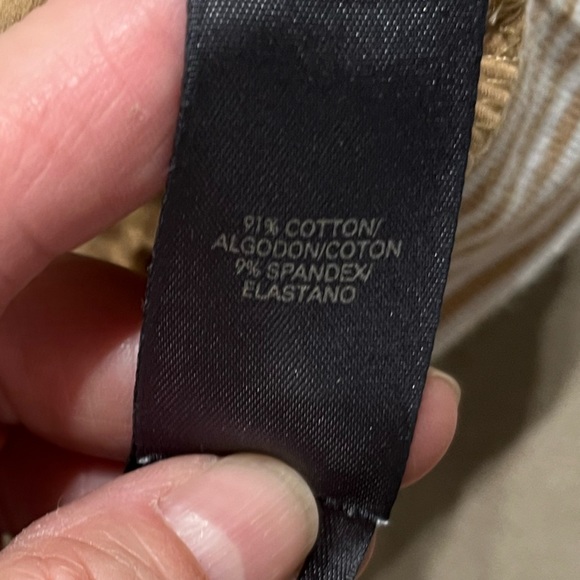 91% COTTON/
ALGODON/COTON
9% SPANDEX/
ELASTANO